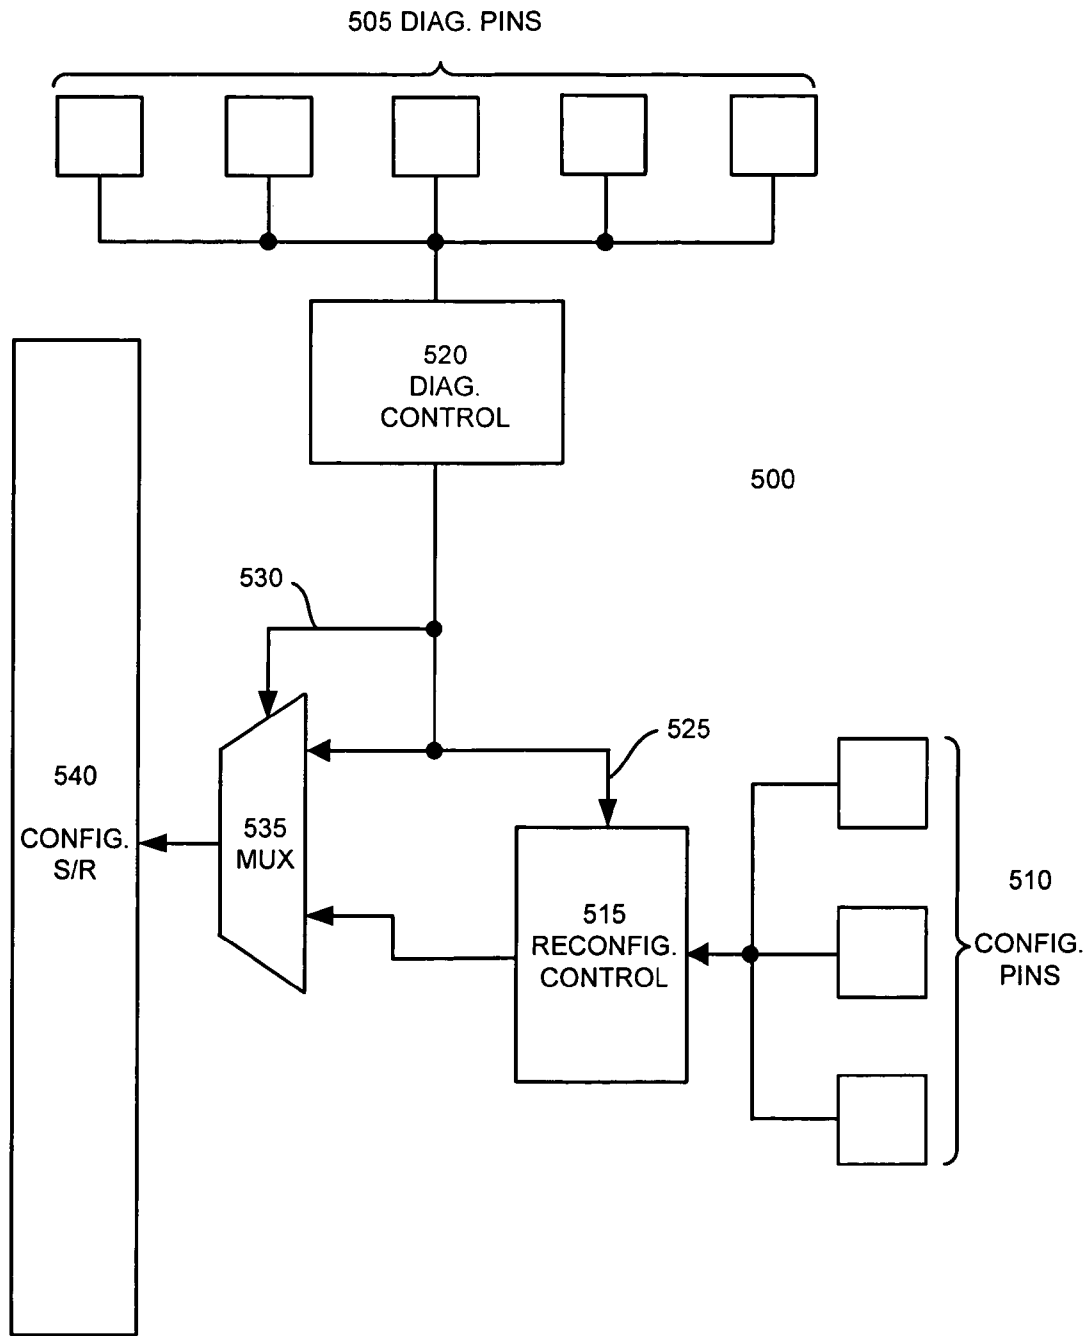 505 DIAG. PINS
520
DIAG.
CONTROL
500
530
525
540
CONFIG.
S/R
535
MUX
515
RECONFIG.
CONTROL
510
CONFIG.
PINS